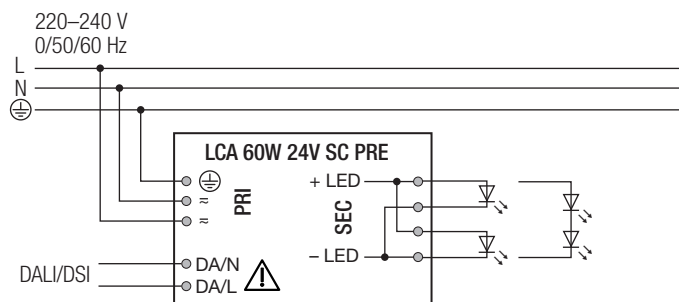 220–240 V
0/50/60 Hz
L
N
LCA 60W 24V SC PRE
PRI
≂
≂
+ LED
SEC
– LED
DALI/DSI
DA/N
DA/L